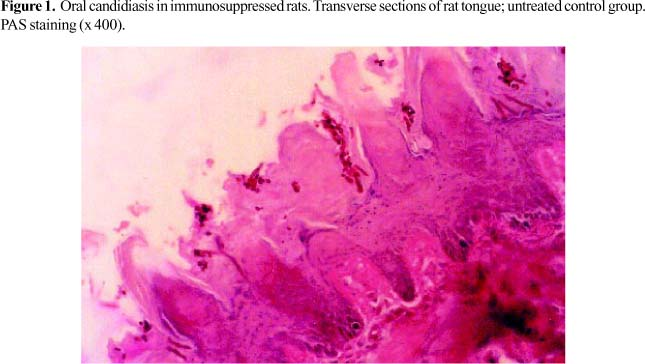 Figure 1. Oral candidiasis in immunosuppressed rats. Transverse sections of rat tongue; untreated control group.
PAS staining (x 400).